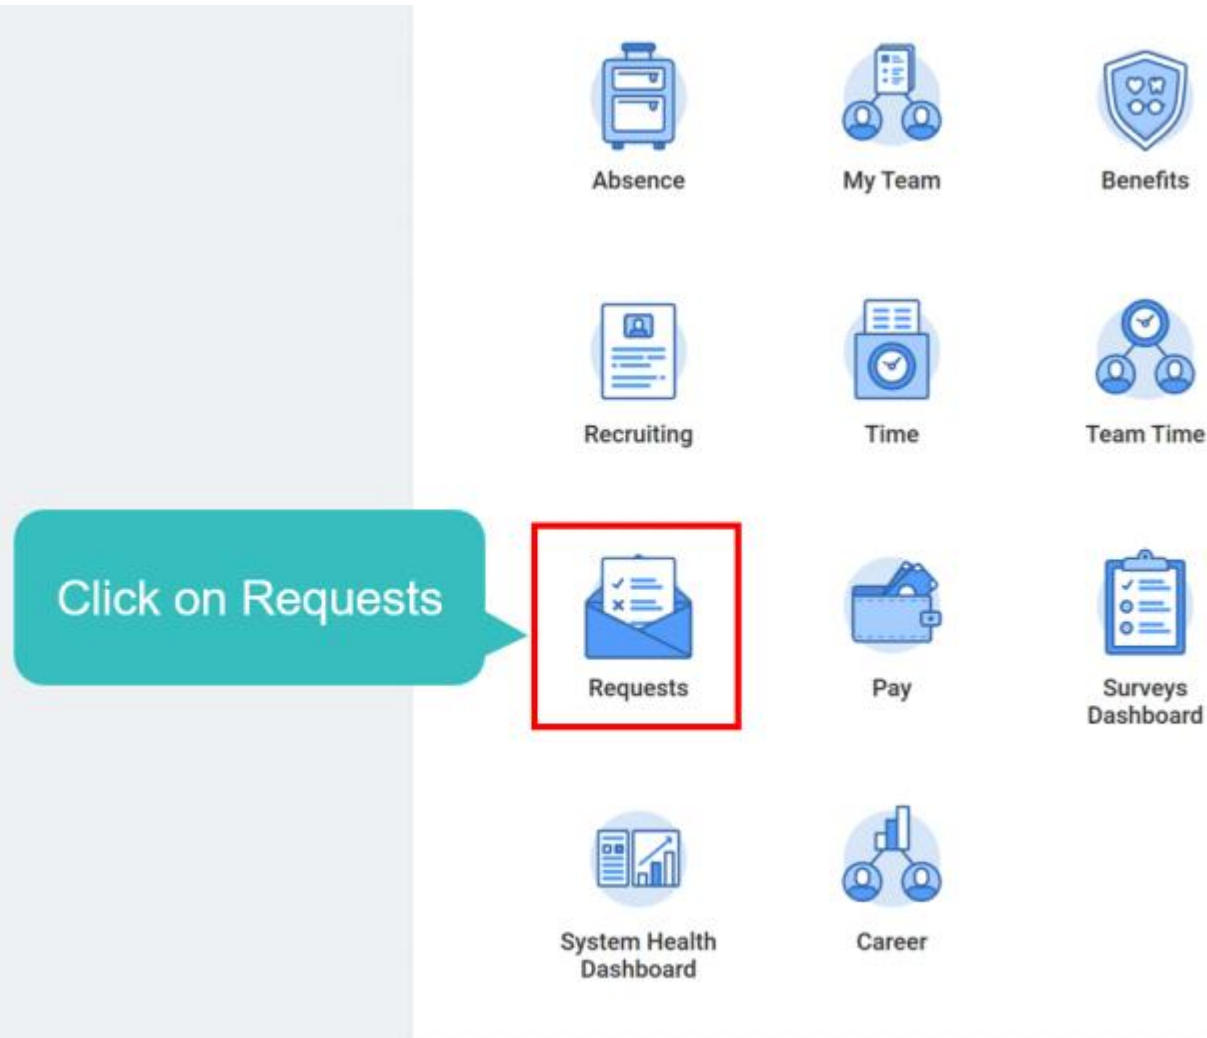 Absence
My Team
Benefits
Recruiting
Time
Team Time
Click on Requests
Requests
Pay
Surveys
Dashboard
System Health
Dashboard
Career